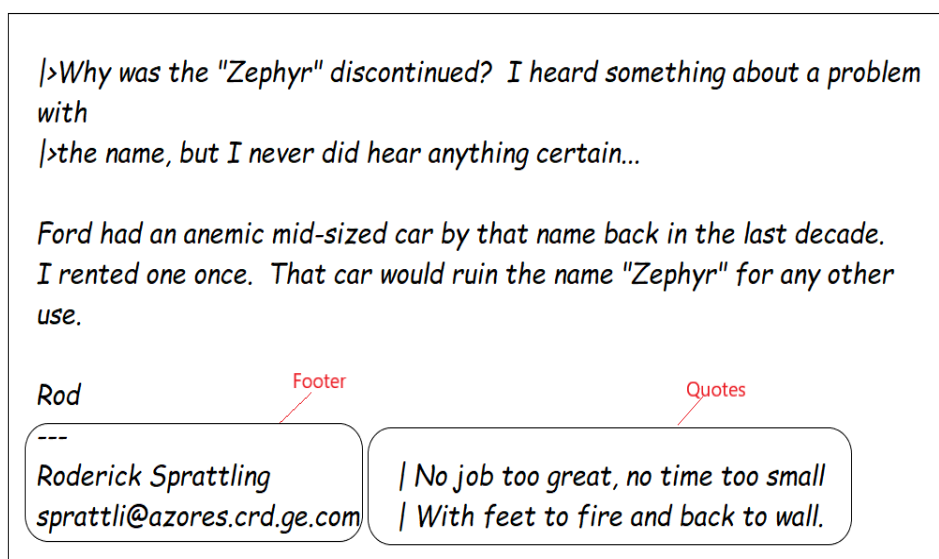 |>Why was the "Zephyr" discontinued?  I heard something about a problem
with
|>the name, but I never did hear anything certain...
Ford had an anemic mid-sized car by that name back in the last decade.
I rented one once.  That car would ruin the name "Zephyr" for any other
use.
Rod
Footer
Quotes
---
Roderick Sprattling | No job too great, no time too small
sprattli@azores.crd.ge.com | With feet to fire and back to wall.